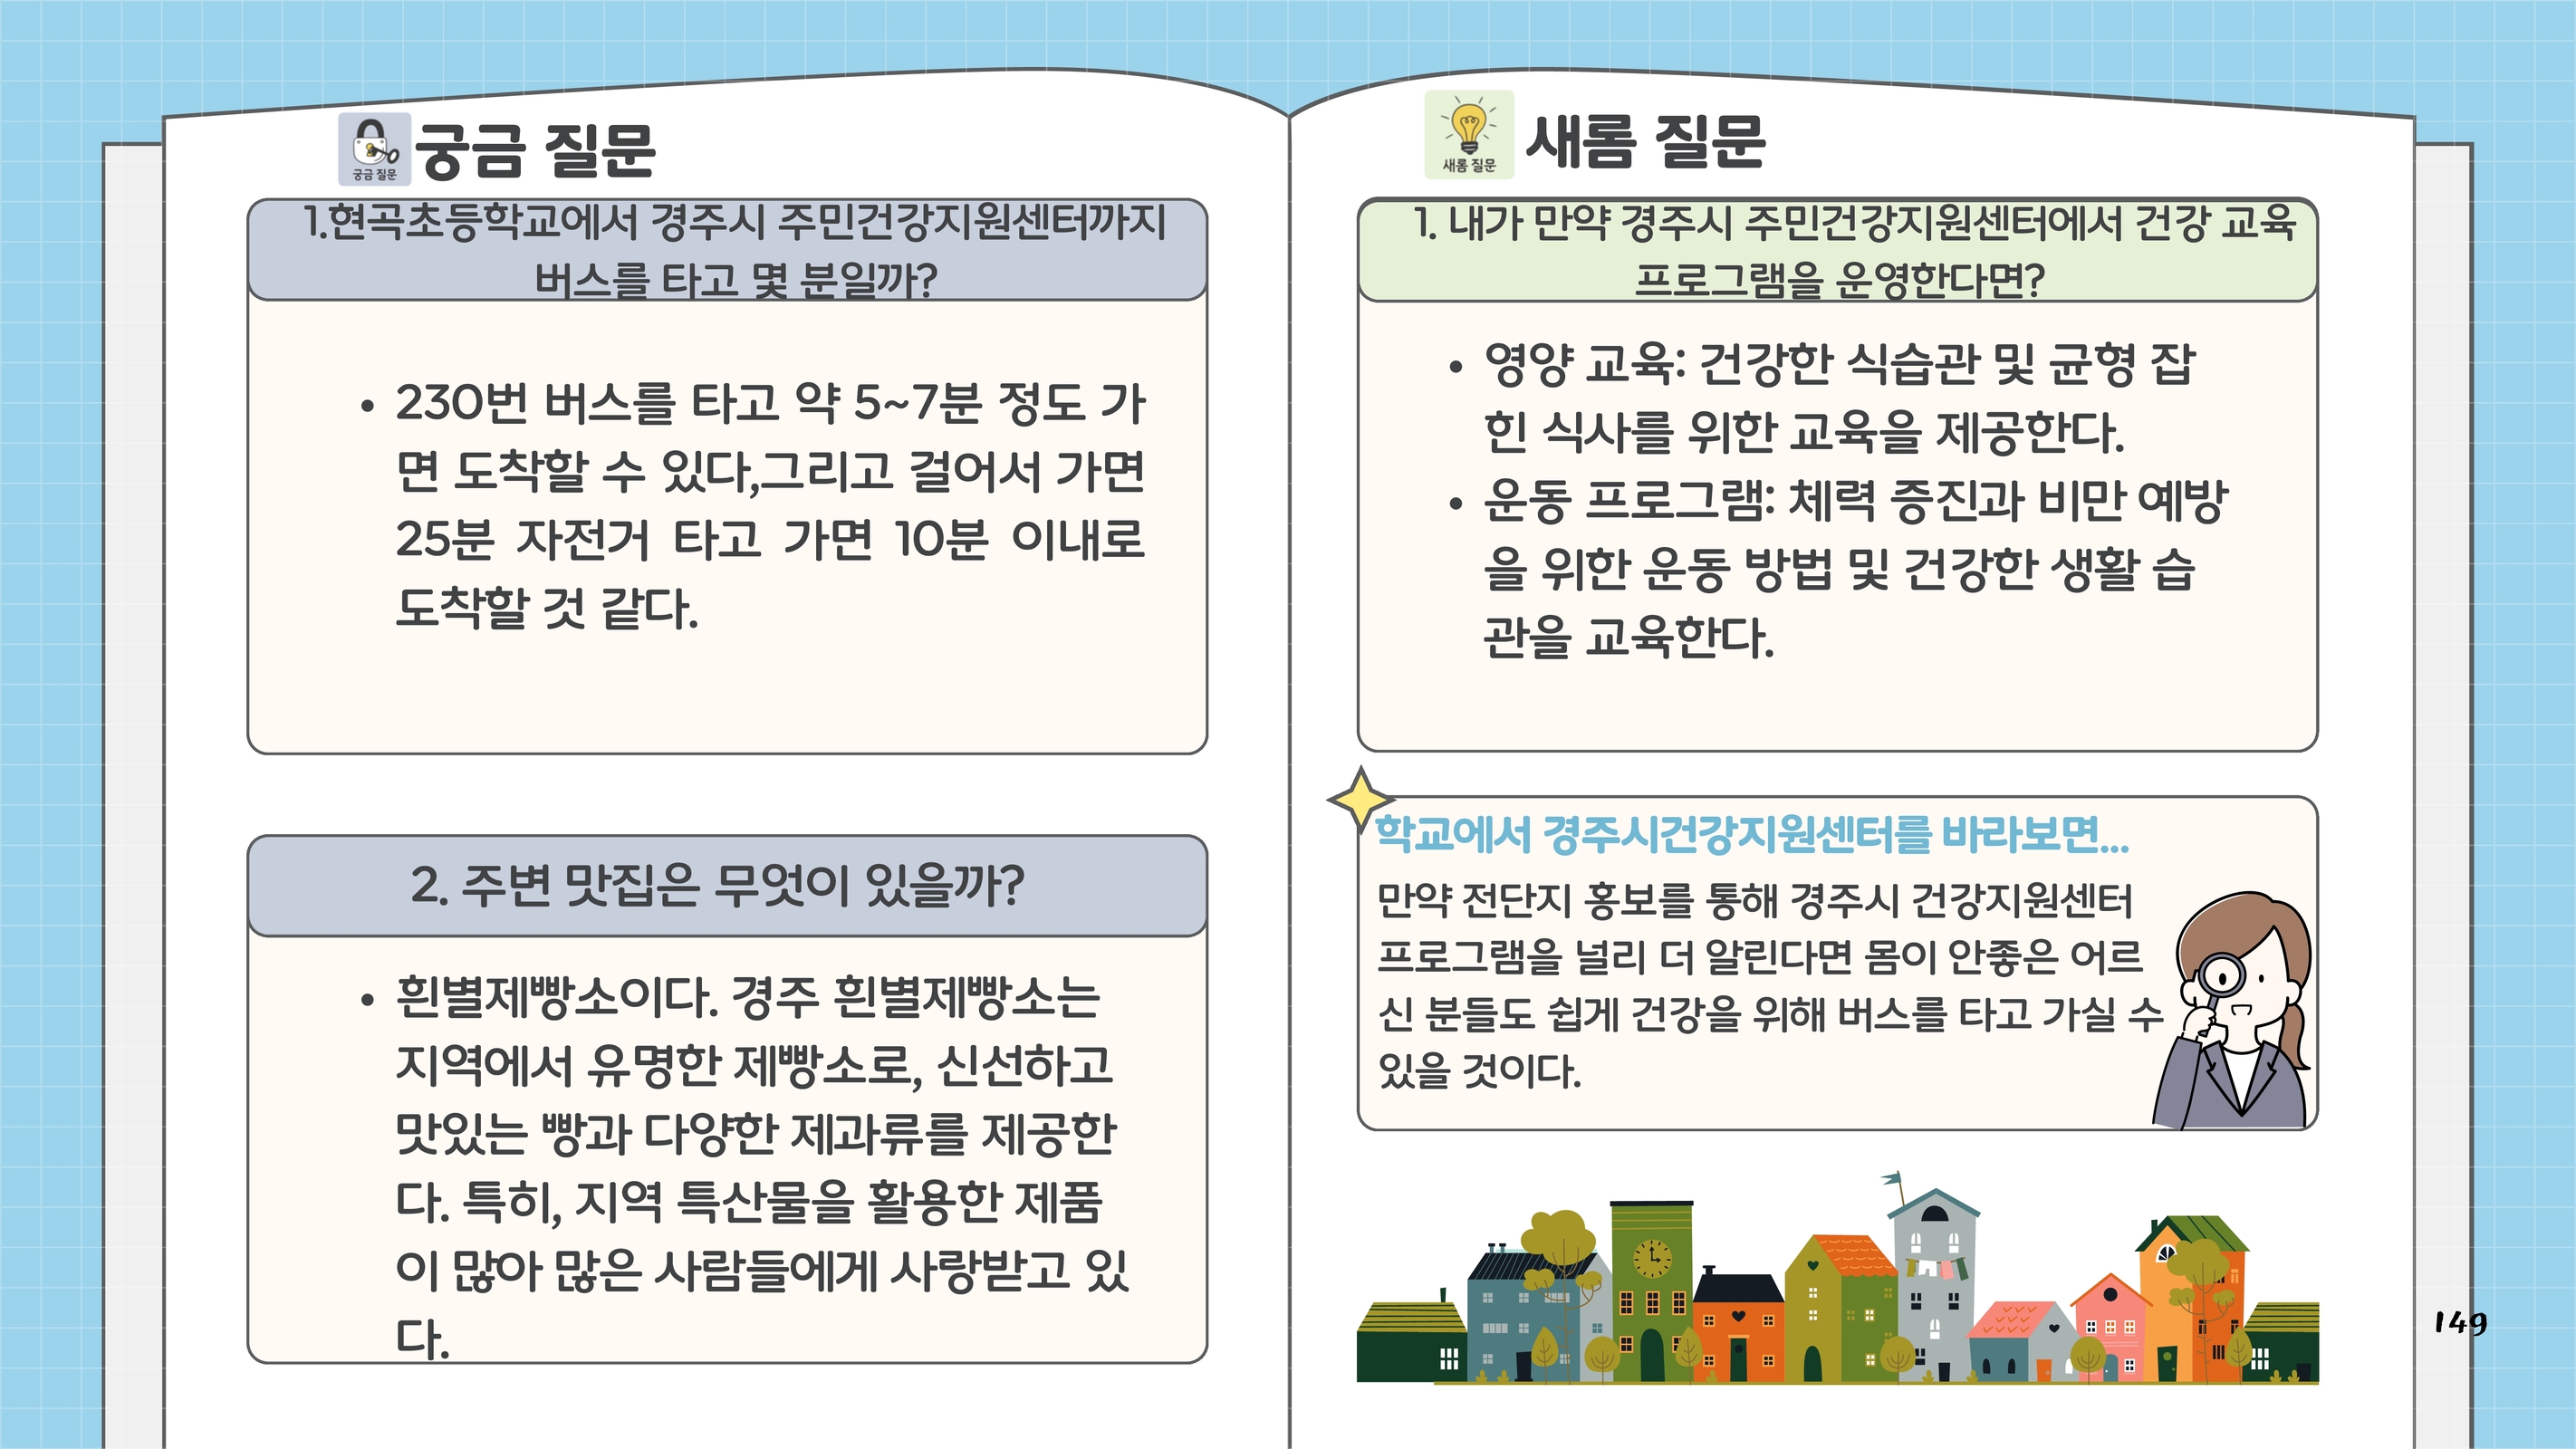 궁금 질문
궁금 질문
1.현곡초등학교에서 경주시 주민건강지원센터까지
버스를 타고 몇 분일까?
• 230번 버스를 타고 약 5~7분 정도 가
면 도착할 수 있다,그리고 걸어서 가면
25분 자전거 타고 가면 10분 이내로
도착할 것 같다.
2. 주변 맛집은 무엇이 있을까?
• 흰별제빵소이다. 경주 흰별제빵소는
지역에서 유명한 제빵소로, 신선하고
맛있는 빵과 다양한 제과류를 제공한
다. 특히, 지역 특산물을 활용한 제품
이 많아 많은 사람들에게 사랑받고 있
다.
새롬 질문
새롬 질문
1. 내가 만약 경주시 주민건강지원센터에서 건강 교육
프로그램을 운영한다면?
• 영양 교육: 건강한 식습관 및 균형 잡
힌 식사를 위한 교육을 제공한다.
• 운동 프로그램: 체력 증진과 비만 예방
을 위한 운동 방법 및 건강한 생활 습
관을 교육한다.
학교에서 경주시건강지원센터를 바라보면...
만약 전단지 홍보를 통해 경주시 건강지원센터
프로그램을 널리 더 알린다면 몸이 안좋은 어르
신 분들도 쉽게 건강을 위해 버스를 타고 가실 수
있을 것이다.
149